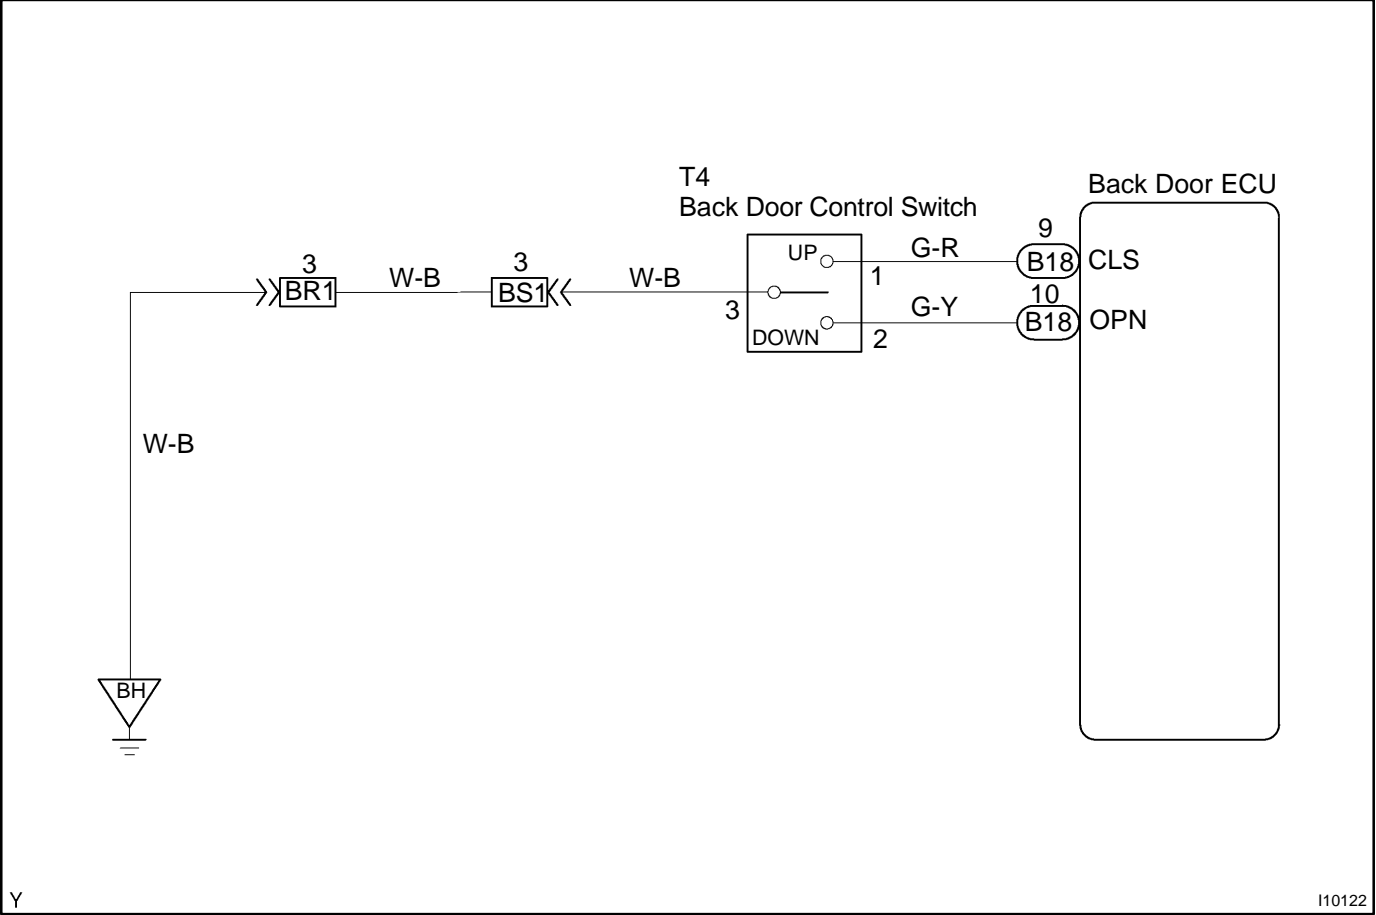 T4
Back Door Control Switch
Back Door ECU
UP
DOWN
1
2
3
G-R
G-Y
9
B18
CLS
10
B18
OPN
3
BR1
W-B
3
BS1
W-B
W-B
BH
Y
I10122